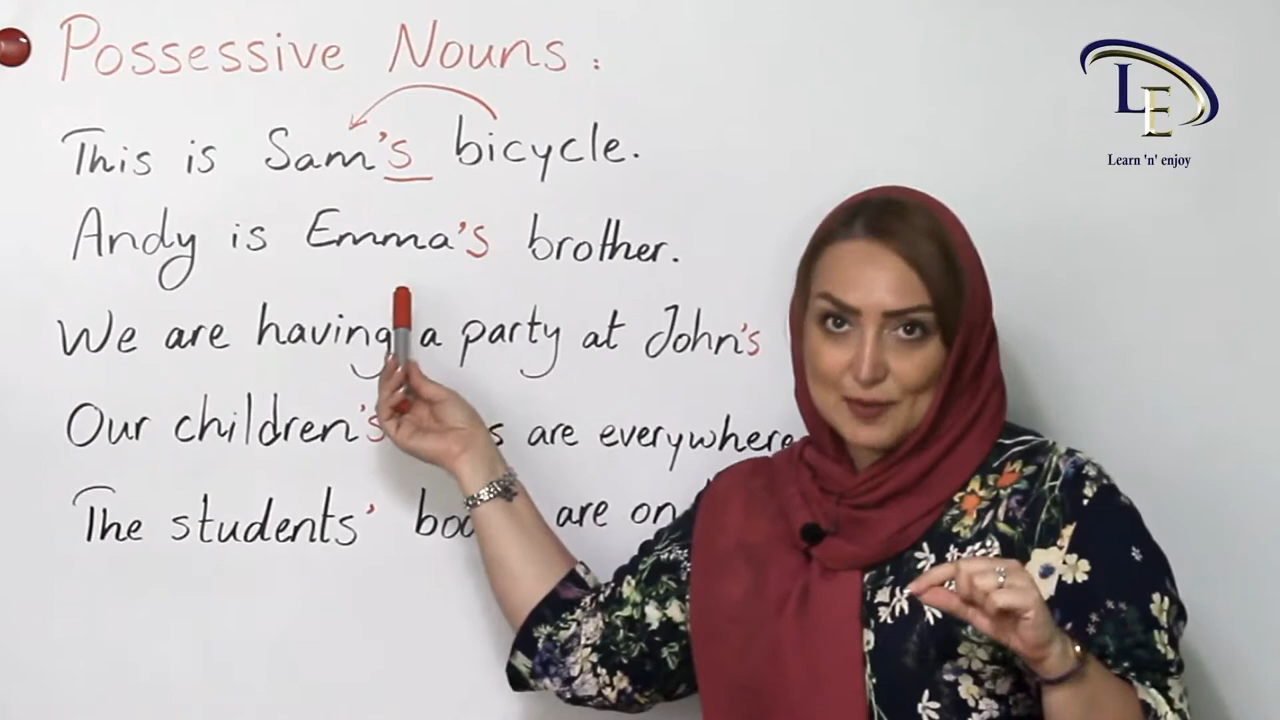 Possessive Nouns:
This is Sam's bicycle.
Andy is Emma's brother.
We are having a party at John's
Our children's are everywhere
The students' are on
LE
Learn 'n' enjoy